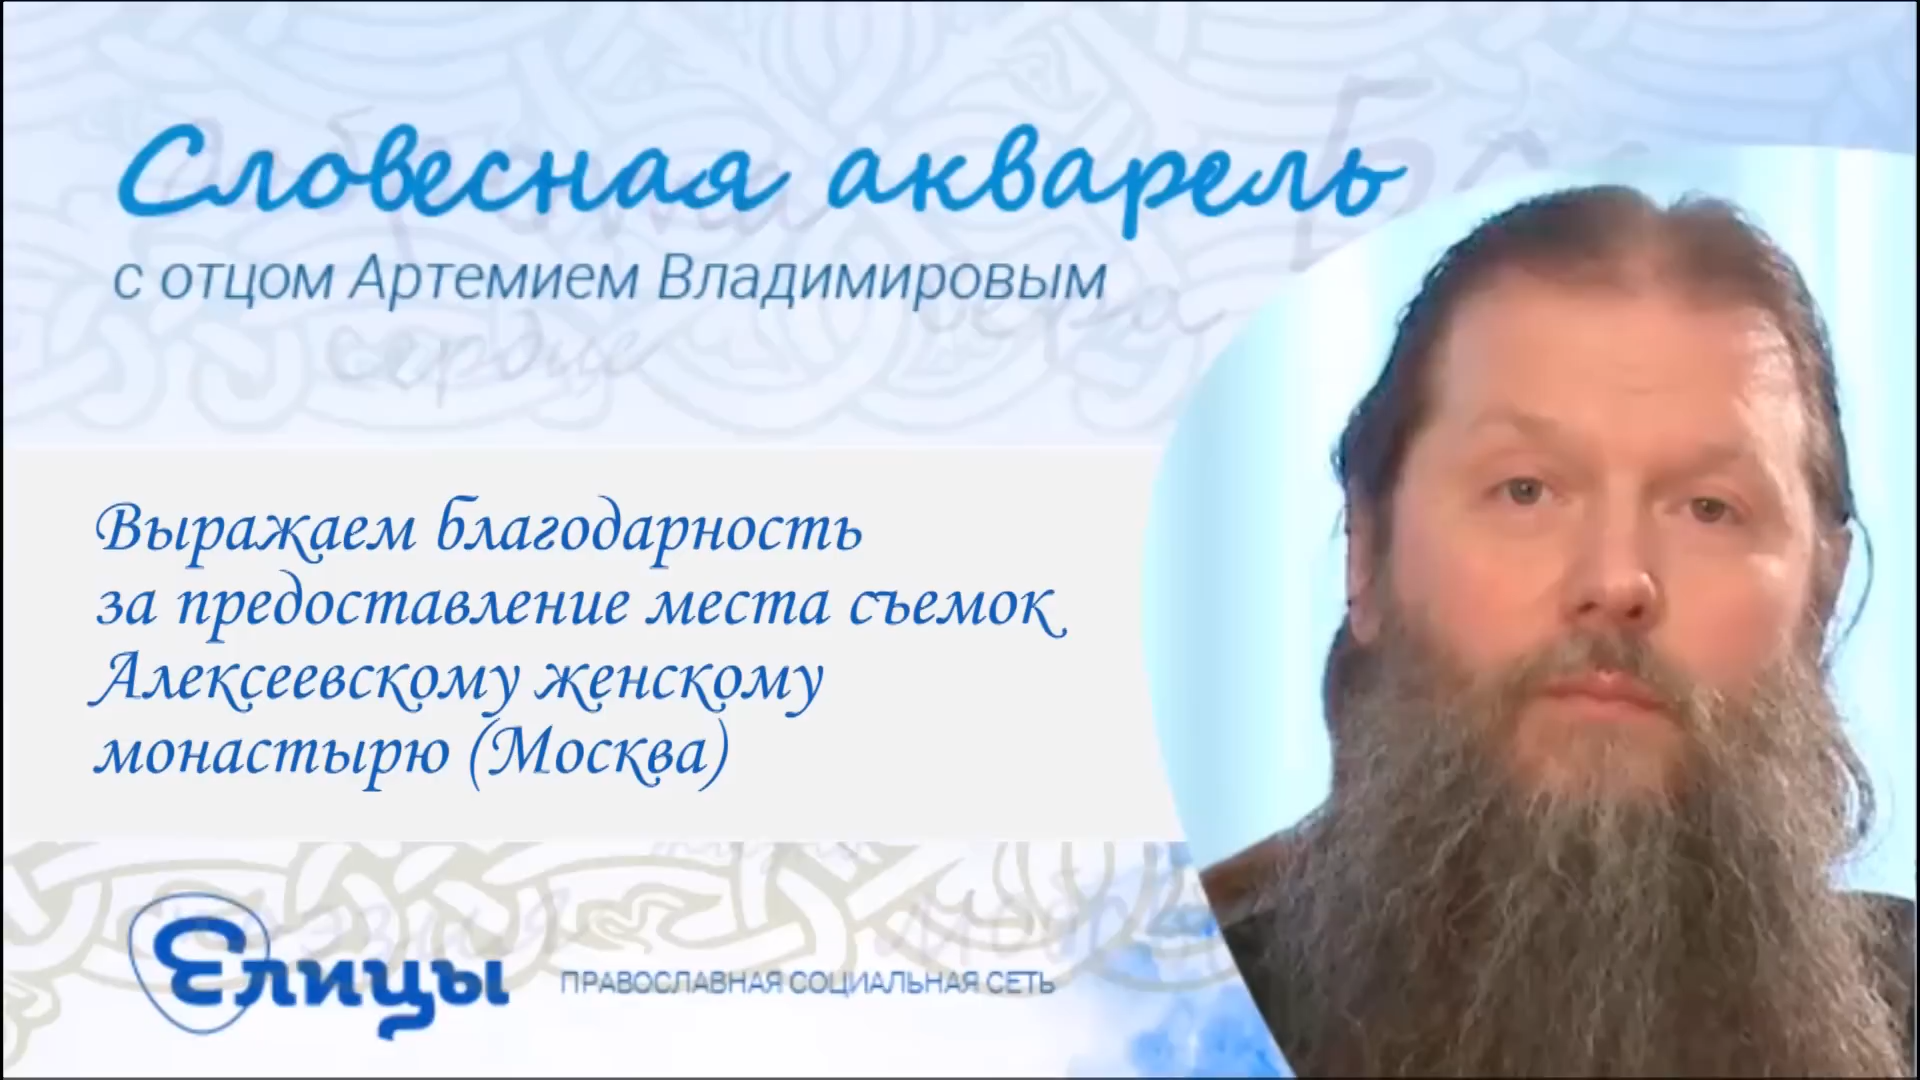 Словесная акварель
с отцом Артемием Владимировым
сердце
Выражаем благодарность
за предоставление места съемок
Алексеевскому женскому
монастырю (Москва)
Елицы
ПРАВОСЛАВНАЯ СОЦИАЛЬНАЯ СЕТЬ